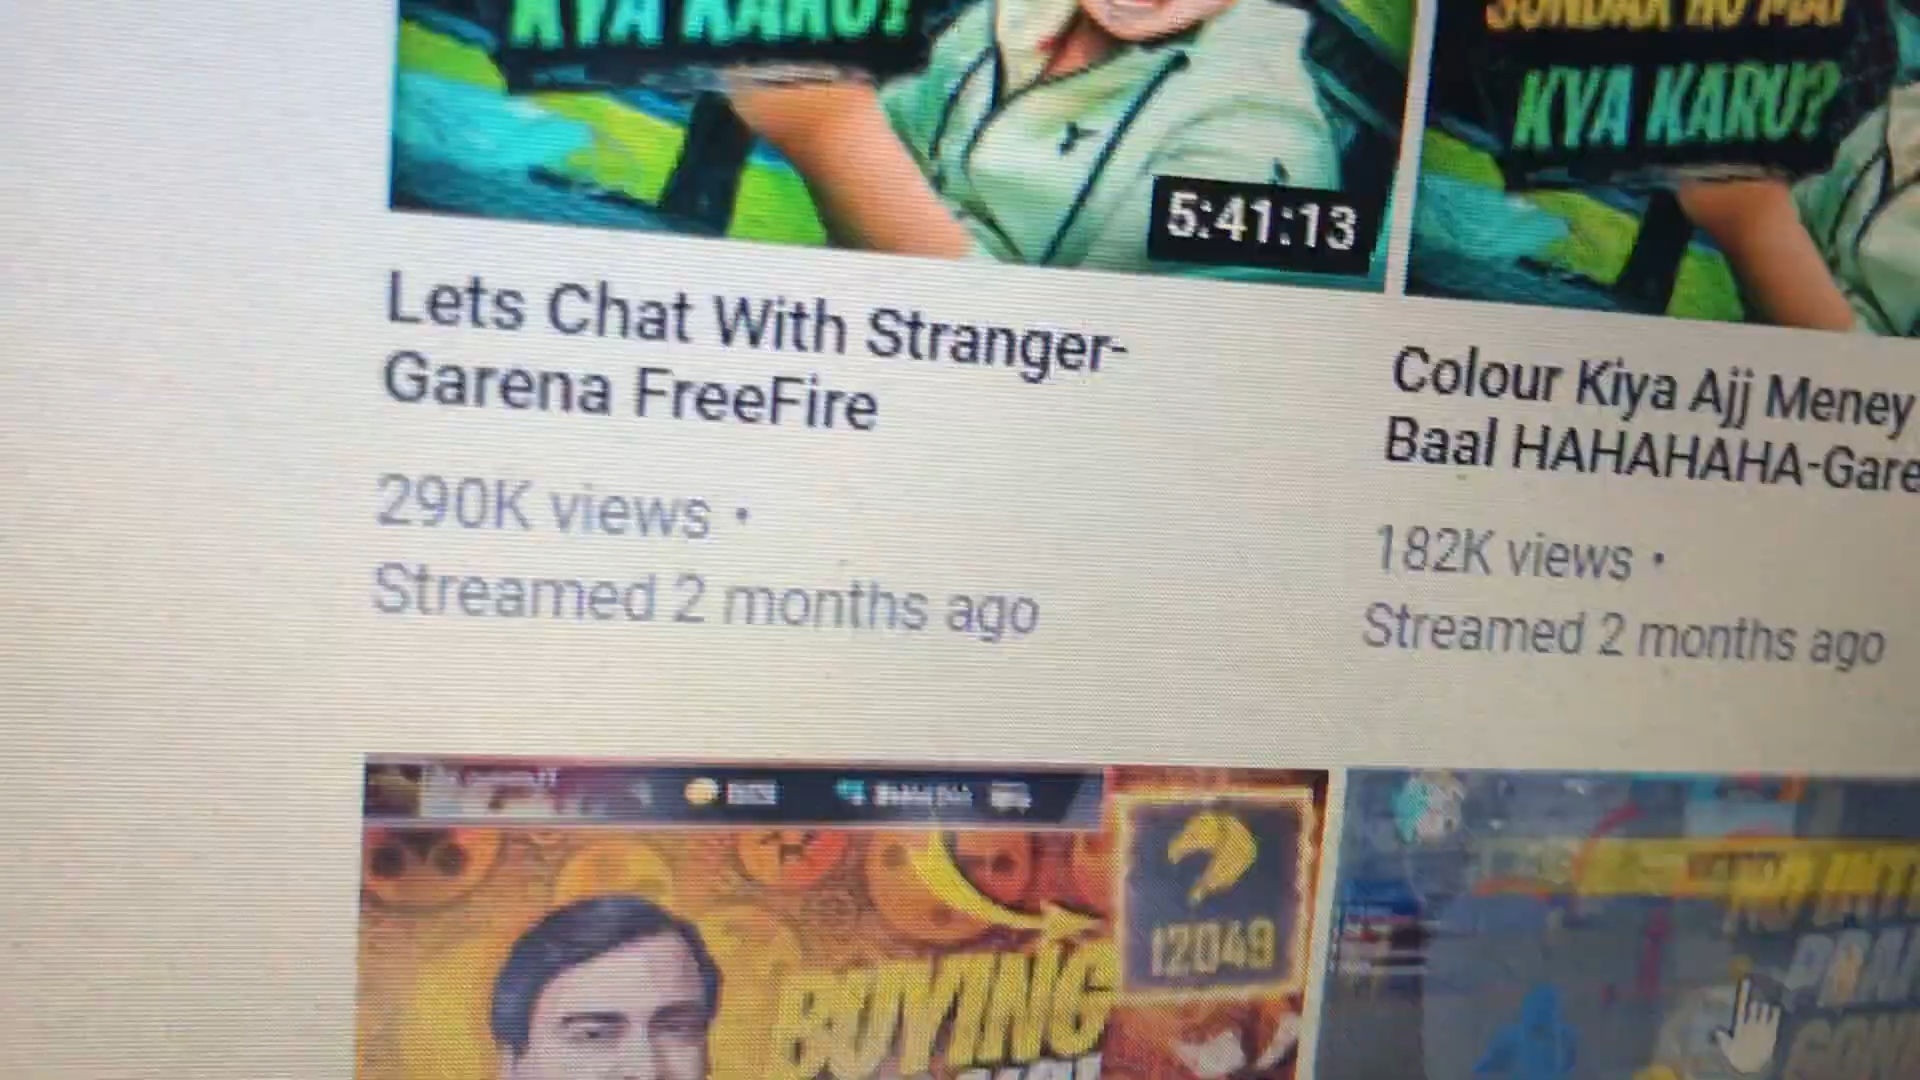 KYA KARU?
SUNDAR HU MAI
KYA KARU?
5:41:13
Lets Chat With Stranger-
Garena FreeFire
290K views •
Streamed 2 months ago
Colour Kiya Ajj Meney
Baal HAHAHAHA-Gare
182K views •
Streamed 2 months ago
12049
BUYING